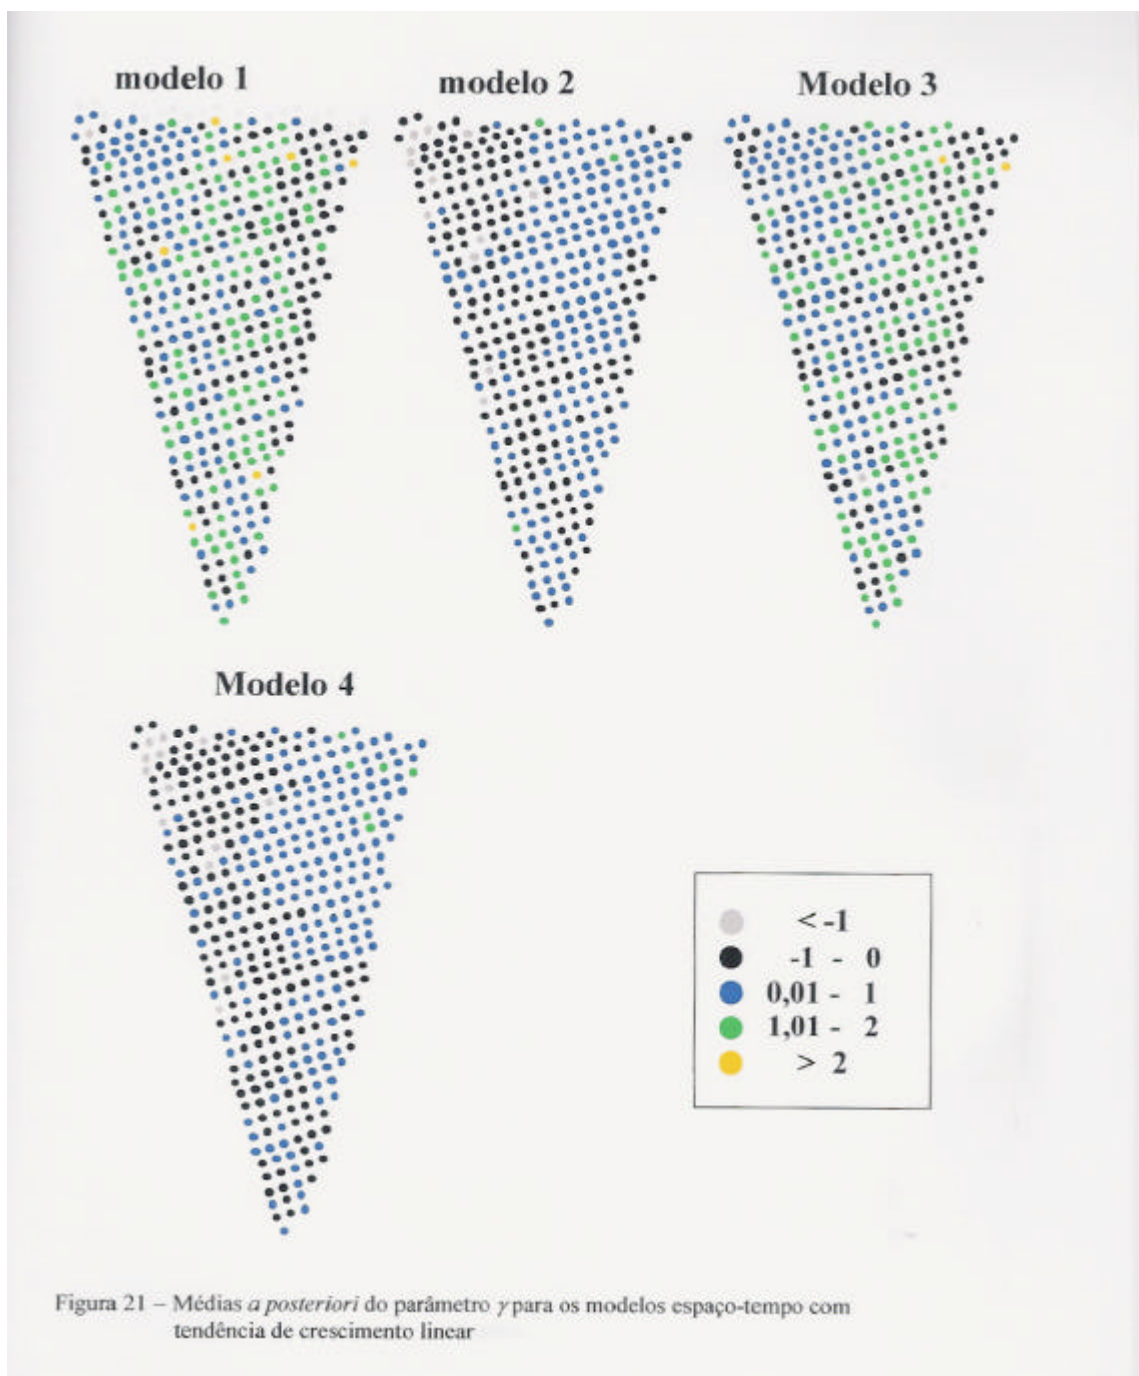 modelo 1
modelo 2
Modelo 3
Modelo 4
< -1
-1 - 0
0,01 - 1
1,01 - 2
> 2
Figura 21 – Médias a posteriori do parâmetro γ para os modelos espaço-tempo com
tendência de crescimento linear